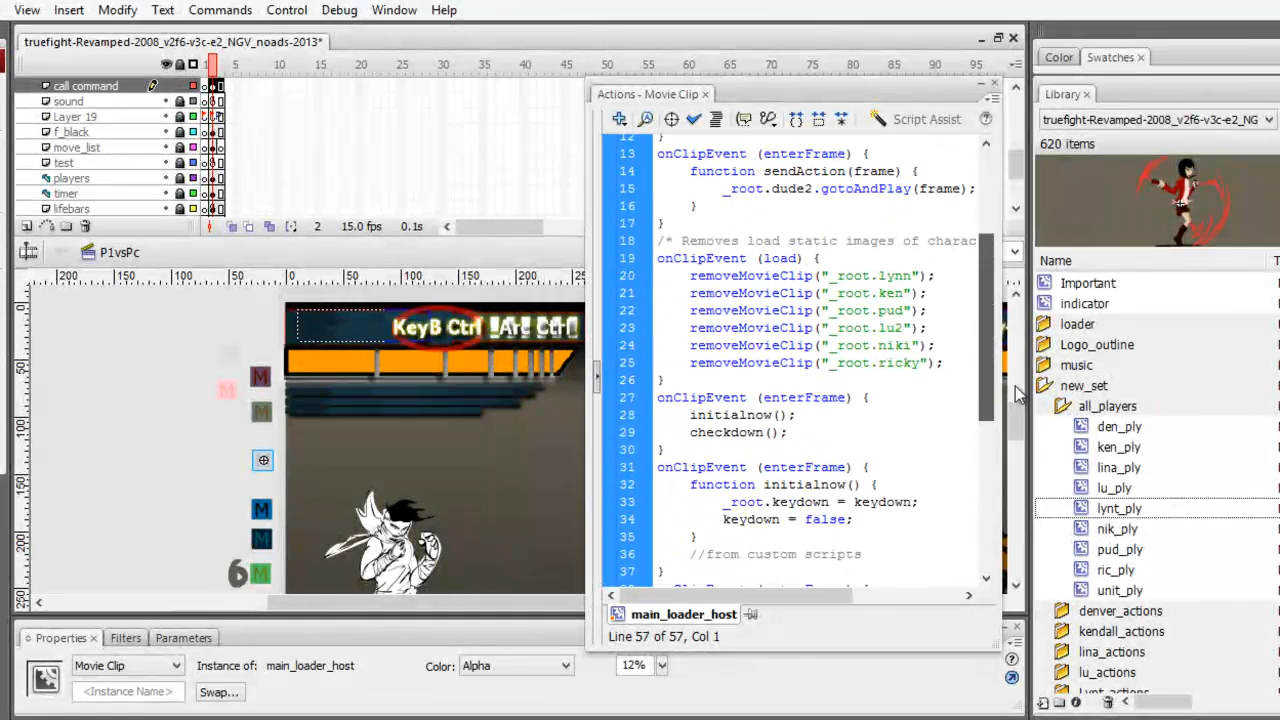 View Insert Modify Text Commands Control Debug Window Help
truefight-Revamped-2008_v2f6-v3c-e2_NGV_noads-2013*
5 10 15 20 25 30 35 40 45 50 55 60 65 70 75 80 85 90 95
call command
sound
Layer 19
f_black
move_list
test
players
timer
lifebars
2 15.0 fps 0.1s
P1vsPc
200 100 0 100 200
KeyB Ctrl
6
Actions - Movie Clip
Script Assist
12 }
13 onClipEvent (enterFrame) {
14 function sendAction(frame) {
15 _root.dude2.gotoAndPlay(frame);
16 }
17 }
18 /* Removes load static images of charac
19 onClipEvent (load) {
20 removeMovieClip("_root.lynn");
21 removeMovieClip("_root.ken");
22 removeMovieClip("_root.pud");
23 removeMovieClip("_root.lu2");
24 removeMovieClip("_root.niki");
25 removeMovieClip("_root.ricky");
26 }
27 onClipEvent (enterFrame) {
28 initialnow();
29 checkdown();
30 }
31 onClipEvent (enterFrame) {
32 function initialnow() {
33 _root.keydown = keydown;
34 keydown = false;
35 }
36 //from custom scripts
37 }
main_loader_host
Line 57 of 57, Col 1
Properties Filters Parameters
Movie Clip Instance of: main_loader_host Color: Alpha 12%
<Instance Name> Swap...
Color Swatches
Library
truefight-Revamped-2008_v2f6-v3c-e2_NG
620 items
Name
Important
indicator
loader
Logo_outline
music
new_set
all_players
den_ply
ken_ply
lina_ply
lu_ply
lynt_ply
nik_ply
pud_ply
ric_ply
unit_ply
denver_actions
kendall_actions
lina_actions
lu_actions
Lynt_actions